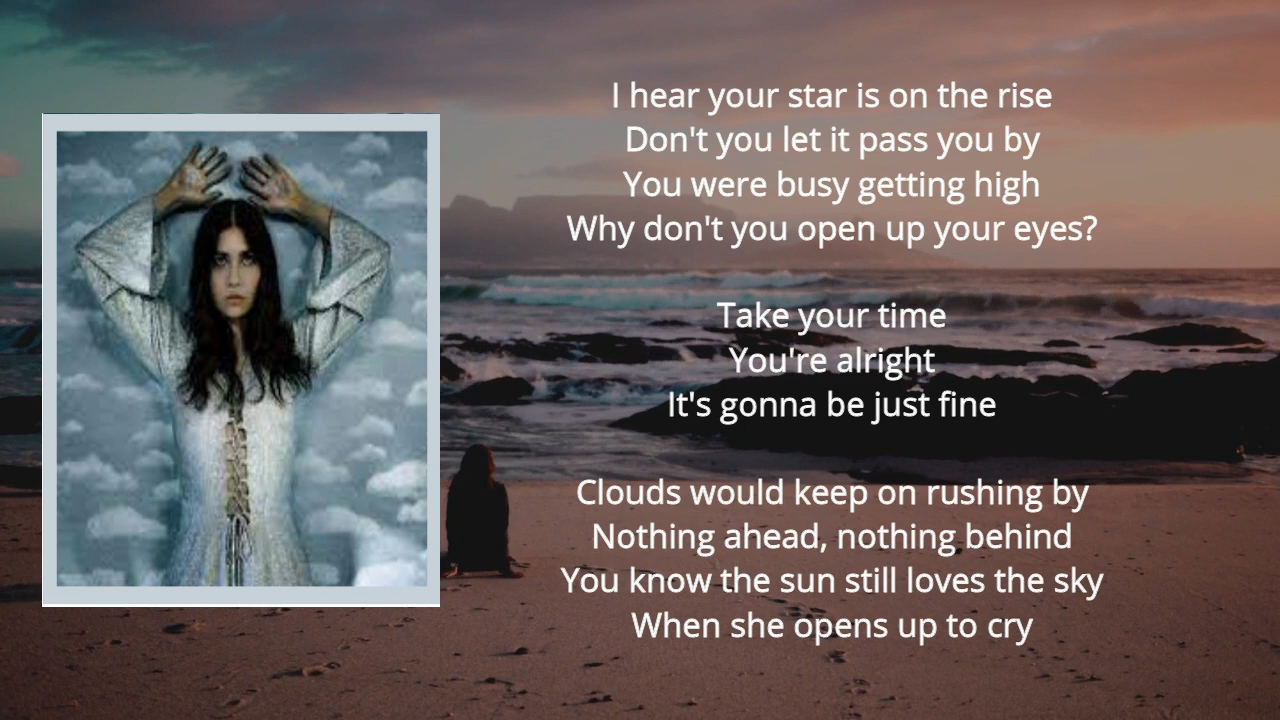 I hear your star is on the rise
Don't you let it pass you by
You were busy getting high
Why don't you open up your eyes?
Take your time
You're alright
It's gonna be just fine
Clouds would keep on rushing by
Nothing ahead, nothing behind
You know the sun still loves the sky
When she opens up to cry